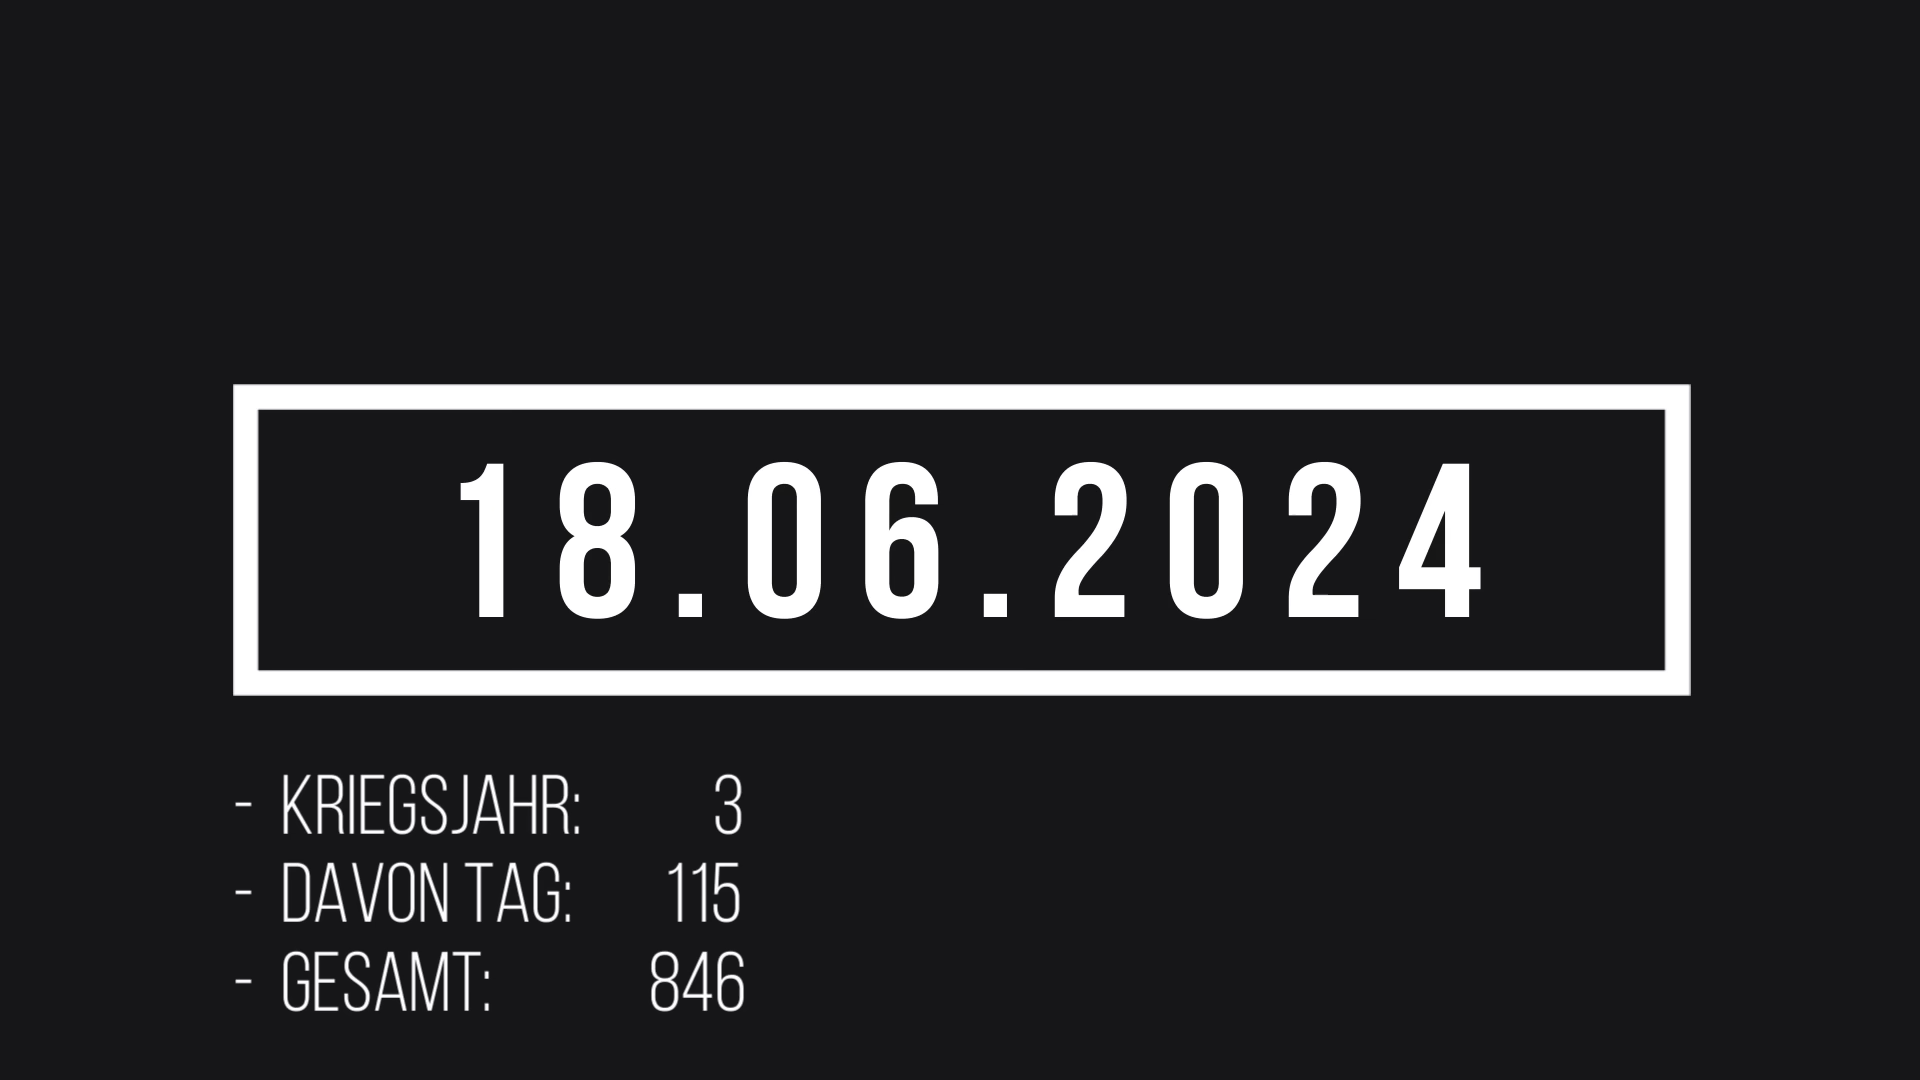 18.06.2024
- KRIEGSJAHR: 3
- DAVON TAG: 115
- GESAMT: 846